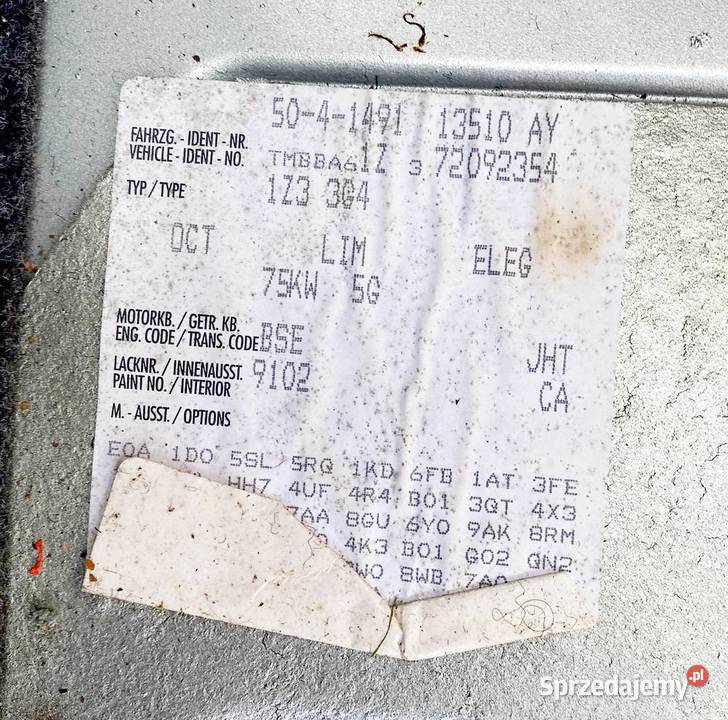 50-4-1491 13510 AY
FAHRZG. - IDENT - NR.
VEHICLE - IDENT - NO. TMBBA61Z 3 72092354
TYP / TYPE 1Z3 3G4
OCT LIM ELEG
75KW 5G
MOTORKB. / GETR. KB.
ENG. CODE / TRANS. CODE BSE JHT
LACKNR. / INNENAUSST. 9102 CA
PAINT NO. / INTERIOR
M. - AUSST. / OPTIONS
E0A 1D0 5SL 5RQ 1KD 6FB 1AT 3FE
HH7 4UF 4R4 B01 3QT 4X3
7AA 8GU 6Y0 9AK 8RM
4K3 B01 G02 QN2
8WB 7A0
Sprzedajemy.pl